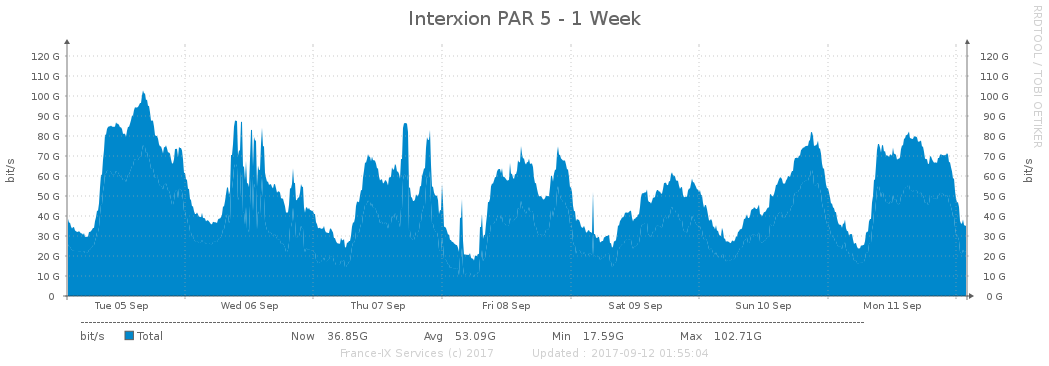 Interxion PAR 5 - 1 Week
RRDTOOL / TOBI OETIKER
bit/s
120 G
110 G
100 G
90 G
80 G
70 G
60 G
50 G
40 G
30 G
20 G
10 G
0
120 G
110 G
100 G
90 G
80 G
70 G
60 G
50 G
40 G
30 G
20 G
10 G
0 G
bit/s
Tue 05 Sep Wed 06 Sep Thu 07 Sep Fri 08 Sep Sat 09 Sep Sun 10 Sep Mon 11 Sep
bit/s Total Now 36.85G Avg 53.09G Min 17.59G Max 102.71G
France-IX Services (c) 2017 Updated : 2017-09-12 01:55:04